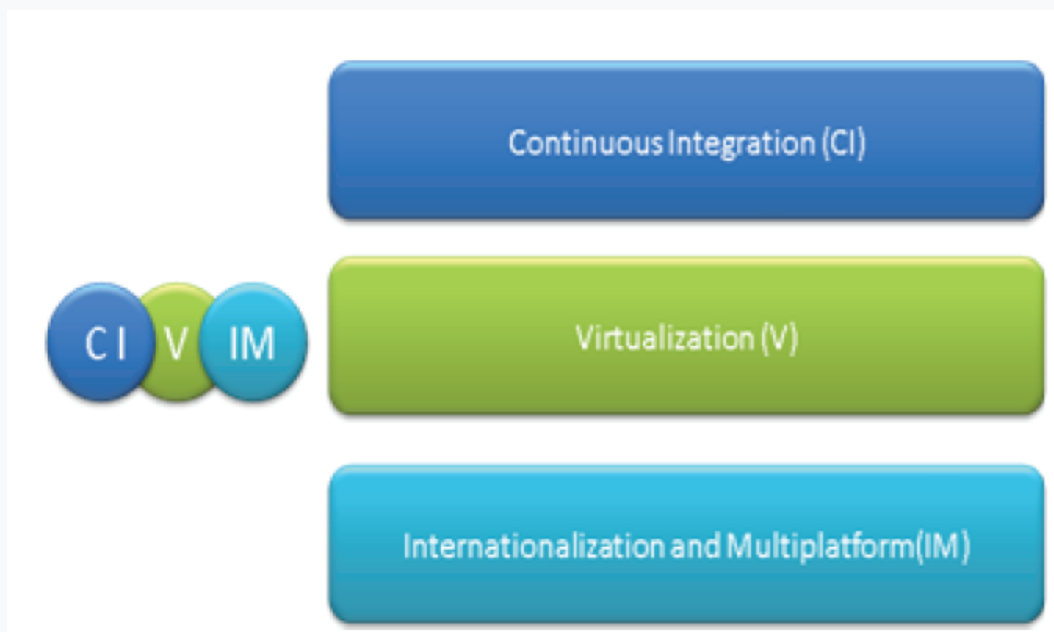 Continuous Integration (CI)
CI V IM
Virtualization (V)
Internationalization and Multiplatform(IM)